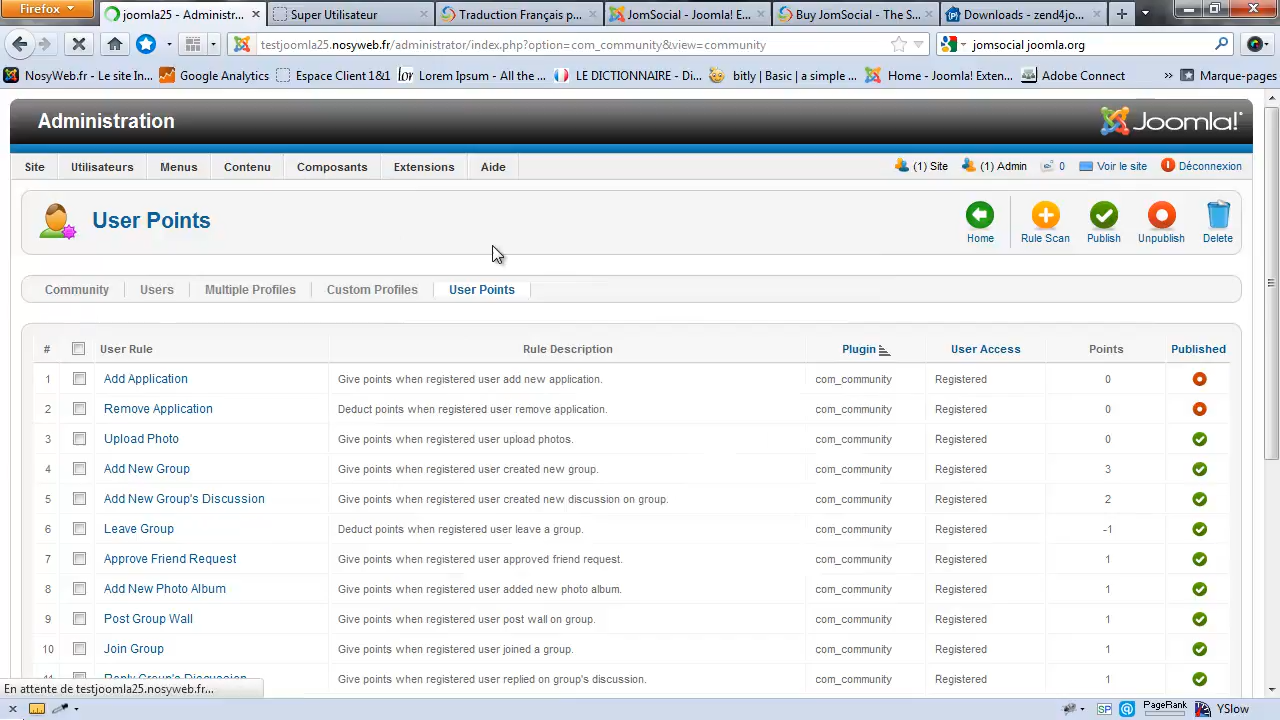 Firefox
joomla25 - Administr...
Super Utilisateur
Traduction Français p...
JomSocial - Joomla! E...
Buy JomSocial - The S...
Downloads - zend4jo...
testjoomla25.nosyweb.fr/administrator/index.php?option=com_community&view=community
jomsocial joomla.org
NosyWeb.fr - Le site In...
Google Analytics
Espace Client 1&1
lor Lorem Ipsum - All the ...
LE DICTIONNAIRE - Di...
bitly | Basic | a simple ...
Home - Joomla! Exten...
Adobe Connect
»
Marque-pages
Administration
Joomla!
Site Utilisateurs Menus Contenu Composants Extensions Aide
(1) Site (1) Admin 0 Voir le site Déconnexion
User Points
Home Rule Scan Publish Unpublish Delete
Community Users Multiple Profiles Custom Profiles User Points
# User Rule Rule Description Plugin User Access Points Published
1 Add Application Give points when registered user add new application. com_community Registered 0
2 Remove Application Deduct points when registered user remove application. com_community Registered 0
3 Upload Photo Give points when registered user upload photos. com_community Registered 0
4 Add New Group Give points when registered user created new group. com_community Registered 3
5 Add New Group's Discussion Give points when registered user created new discussion on group. com_community Registered 2
6 Leave Group Deduct points when registered user leave a group. com_community Registered -1
7 Approve Friend Request Give points when registered user approved friend request. com_community Registered 1
8 Add New Photo Album Give points when registered user added new photo album. com_community Registered 1
9 Post Group Wall Give points when registered user post wall on group. com_community Registered 1
10 Join Group Give points when registered user joined a group. com_community Registered 1
Reply Group's Discussion Give points when registered user replied on group's discussion. com_community Registered 1
En attente de testjoomla25.nosyweb.fr...
SP PageRank YSlow